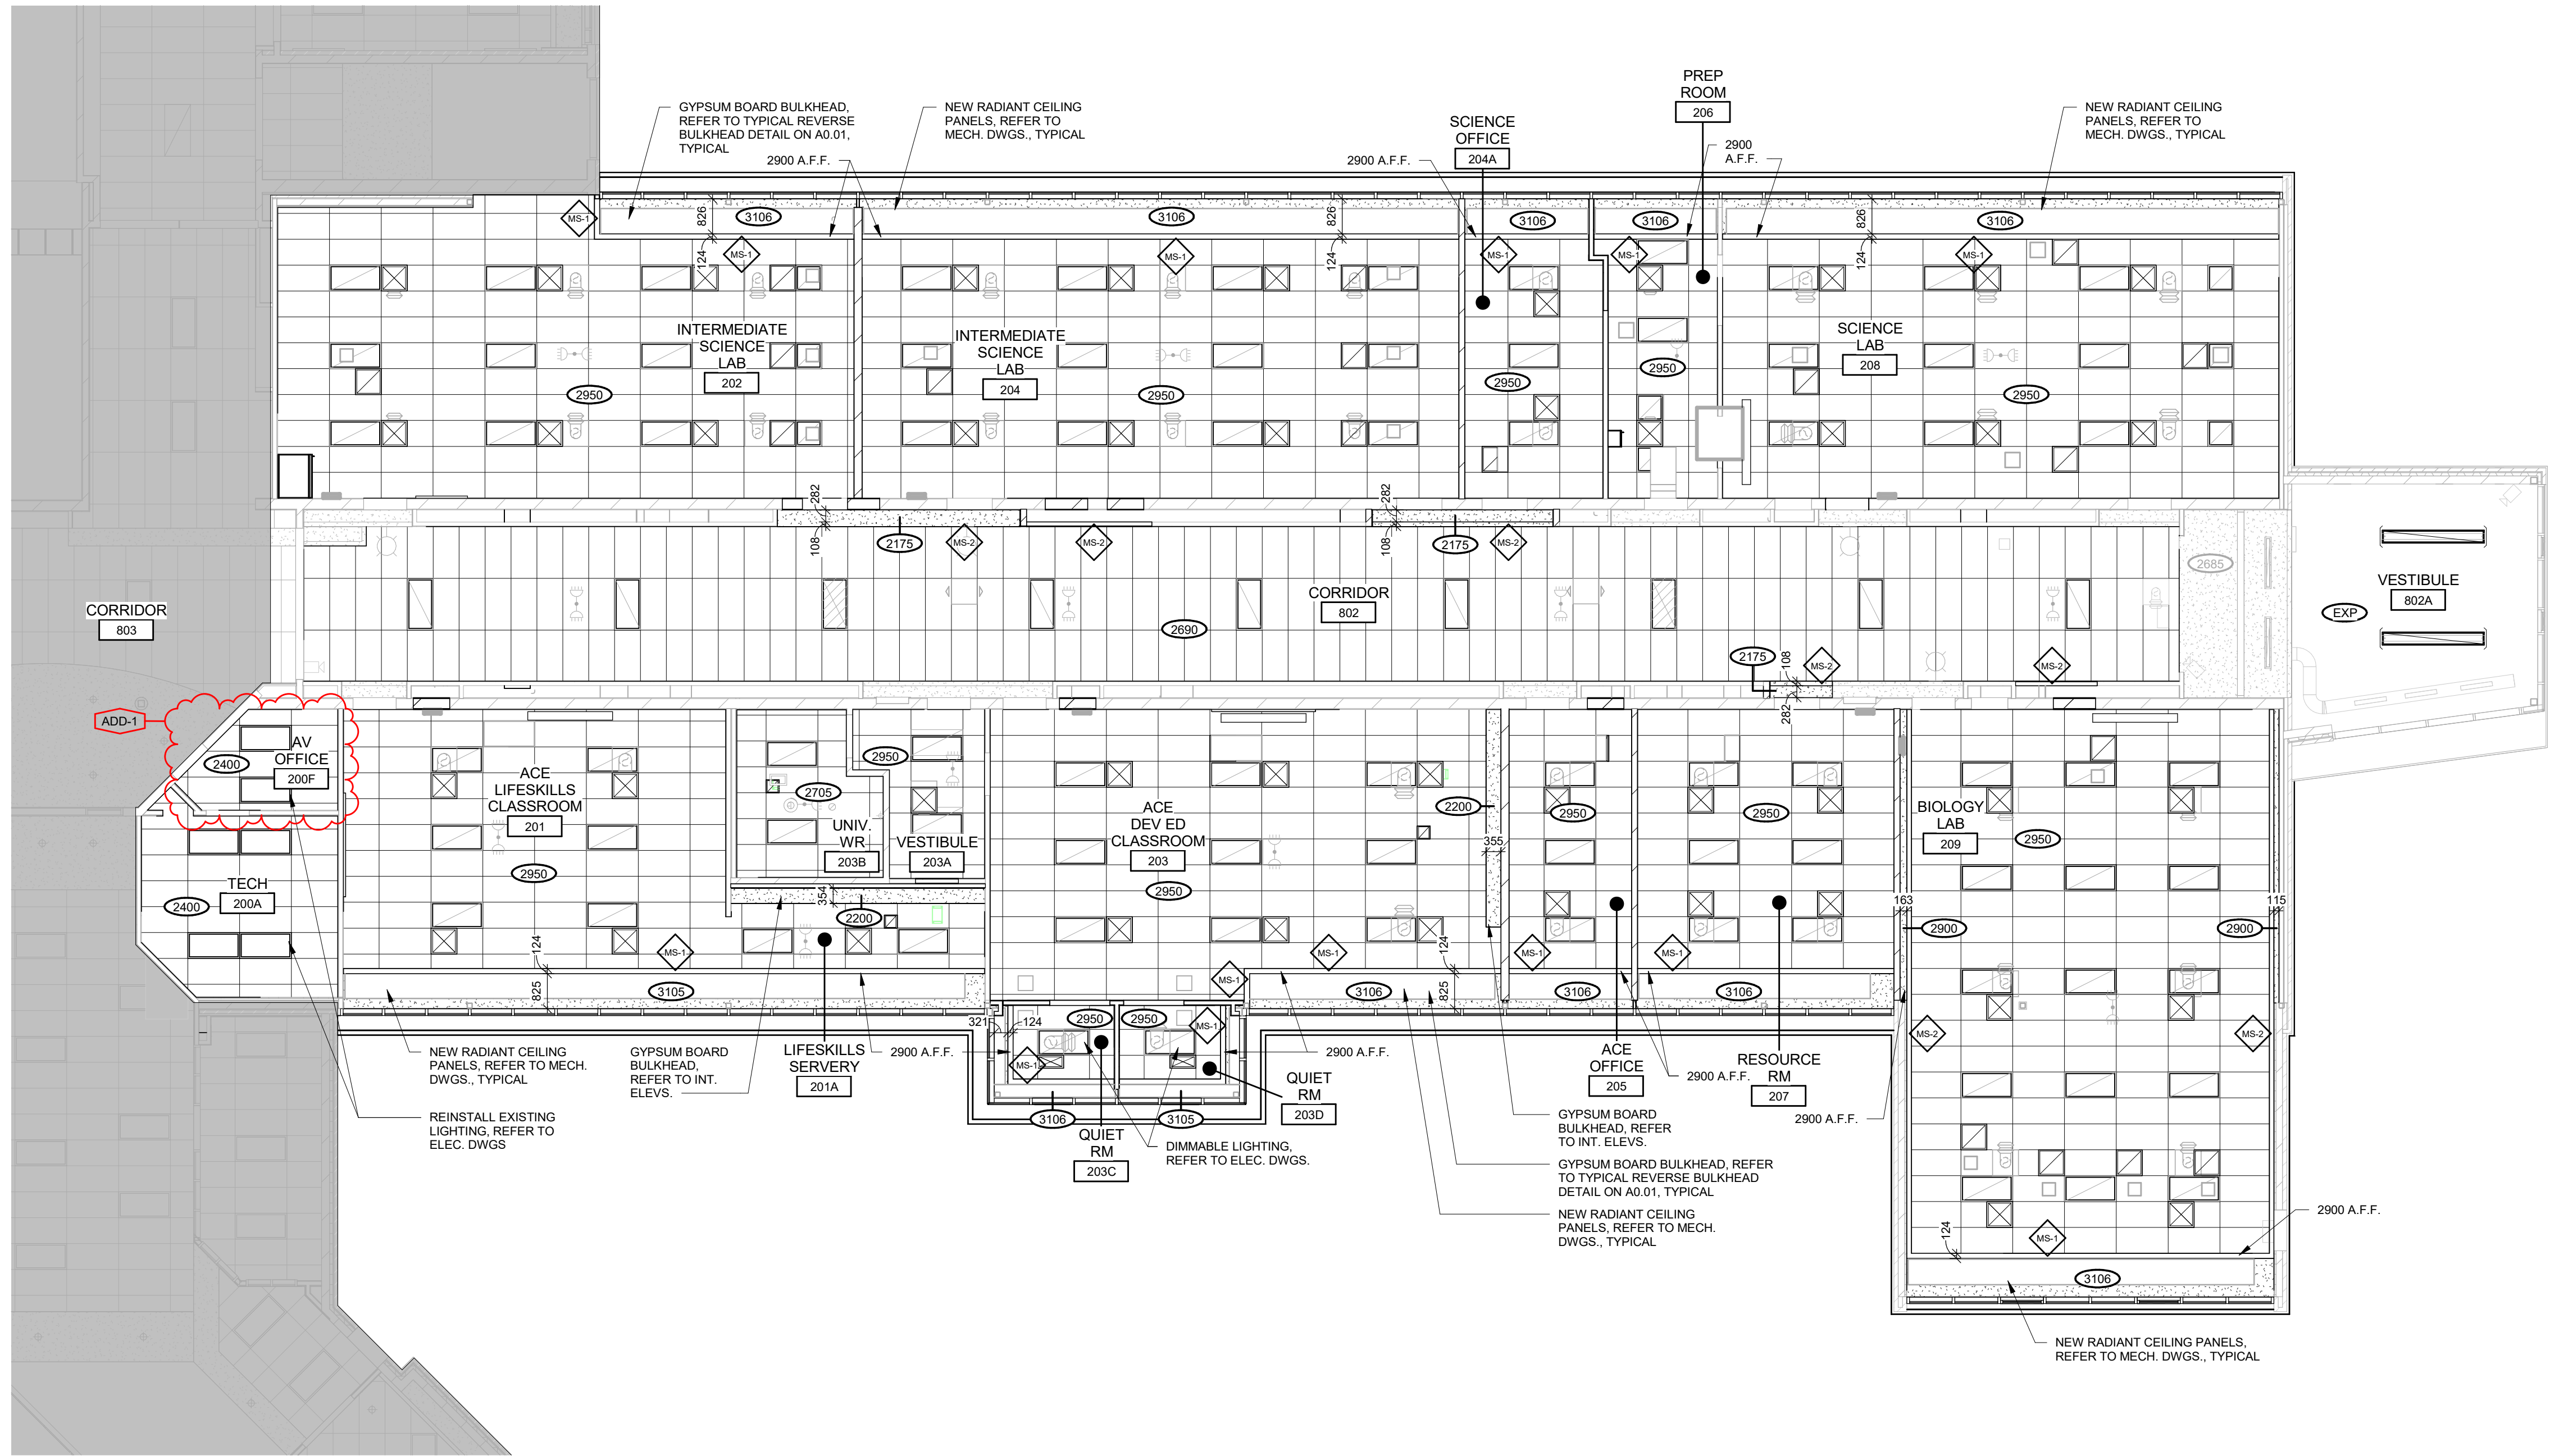 PREP
ROOM
206
GYPSUM BOARD BULKHEAD,
REFER TO TYPICAL REVERSE
BULKHEAD DETAIL ON A0.01,
TYPICAL
NEW RADIANT CEILING
PANELS, REFER TO
MECH. DWGS., TYPICAL
SCIENCE
OFFICE
204A
NEW RADIANT CEILING
PANELS, REFER TO
MECH. DWGS., TYPICAL
2900 A.F.F.
2900 A.F.F.
2900
A.F.F.
MS-1
826
3106
3106
826
3106
3106
826
3106
124
MS-1
MS-1
124
MS-1
MS-1
124
MS-1
INTERMEDIATE
SCIENCE
LAB
202
INTERMEDIATE
SCIENCE
LAB
204
SCIENCE
LAB
208
2950
2950
2950
2950
2950
282
282
108
2175
MS-2
MS-2
108
2175
MS-2
2685
CORRIDOR
803
CORRIDOR
802
VESTIBULE
802A
EXP
2690
2175
108
MS-2
MS-2
282
ADD-1
AV
OFFICE
200F
2400
2950
ACE
LIFESKILLS
CLASSROOM
201
2705
UNIV.
WR
203B
VESTIBULE
203A
ACE
DEV ED
CLASSROOM
203
2200
355
2950
2950
BIOLOGY
LAB
209
2950
TECH
200A
2400
2950
354
2200
2950
163
115
2900
2900
124
MS-1
124
MS-1
MS-1
MS-1
MS-1
825
3105
825
3106
3106
3106
321
124
2950
2950
MS-1
MS-1
MS-2
MS-2
NEW RADIANT CEILING
PANELS, REFER TO MECH.
DWGS., TYPICAL
GYPSUM BOARD
BULKHEAD,
REFER TO INT.
ELEVS.
LIFESKILLS
SERVERY
201A
2900 A.F.F.
2900 A.F.F.
QUIET
RM
203D
ACE
OFFICE
205
2900 A.F.F.
RESOURCE
RM
207
2900 A.F.F.
REINSTALL EXISTING
LIGHTING, REFER TO
ELEC. DWGS
3106
3105
QUIET
RM
203C
DIMMABLE LIGHTING,
REFER TO ELEC. DWGS.
GYPSUM BOARD
BULKHEAD, REFER
TO INT. ELEVS.
GYPSUM BOARD BULKHEAD, REFER
TO TYPICAL REVERSE BULKHEAD
DETAIL ON A0.01, TYPICAL
NEW RADIANT CEILING
PANELS, REFER TO MECH.
DWGS., TYPICAL
2900 A.F.F.
124
MS-1
3106
NEW RADIANT CEILING PANELS,
REFER TO MECH. DWGS., TYPICAL